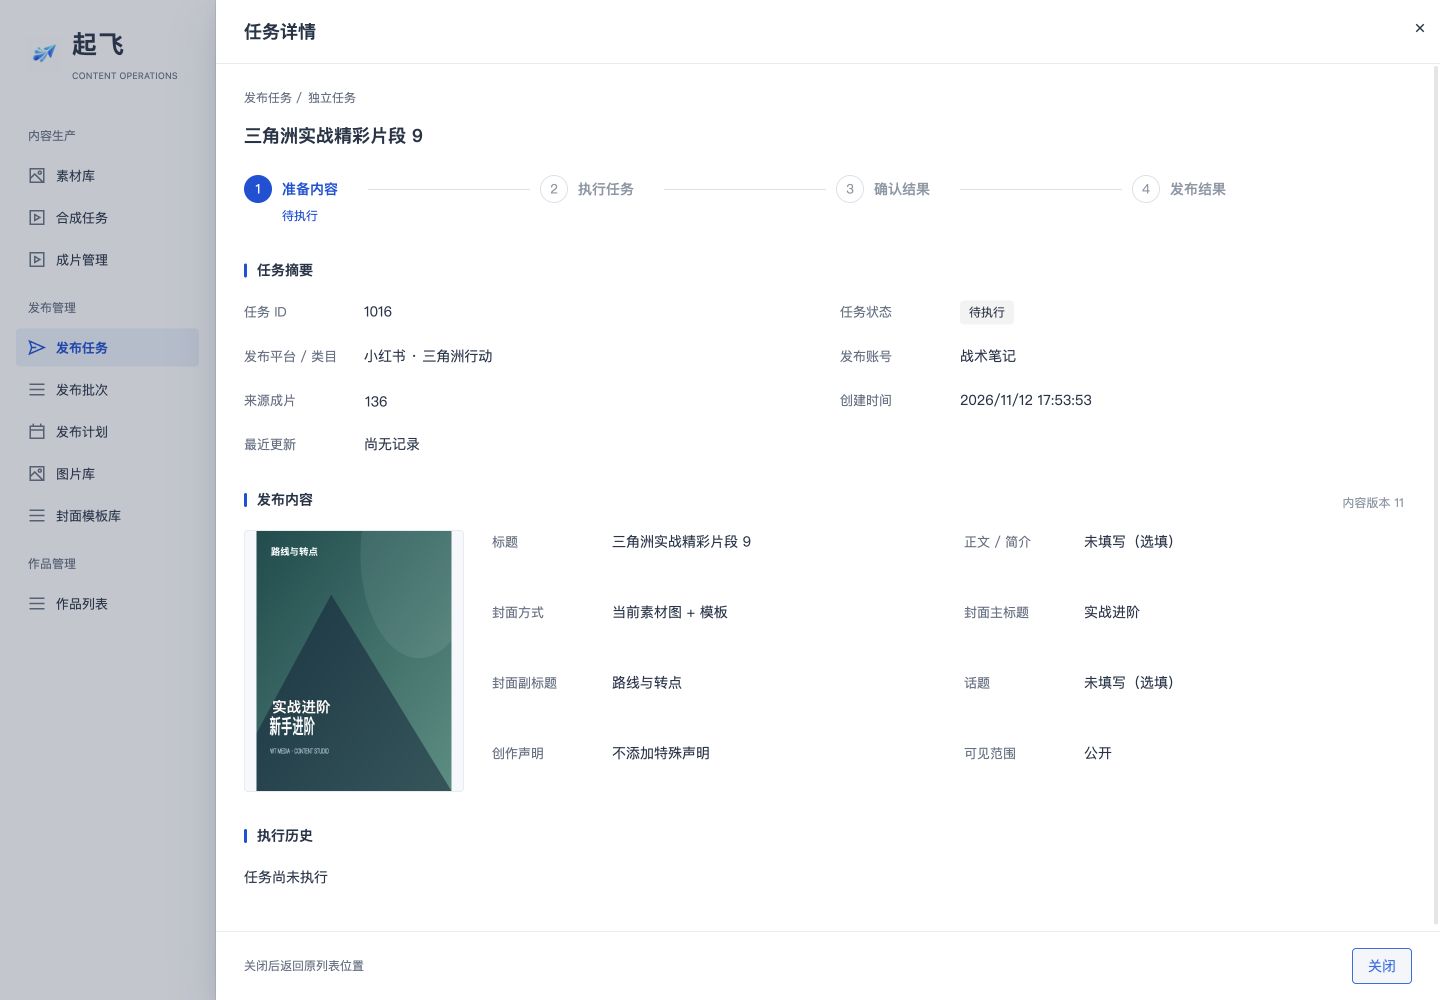 起飞
CONTENT OPERATIONS
内容生产
素材库
合成任务
成片管理
发布管理
发布任务
发布批次
发布计划
图片库
封面模板库
作品管理
作品列表
任务详情
×
发布任务 / 独立任务
三角洲实战精彩片段 9
1 准备内容
待执行
2 执行任务
3 确认结果
4 发布结果
任务摘要
任务 ID 1016
任务状态 待执行
发布平台 / 类目 小红书 · 三角洲行动
发布账号 战术笔记
来源成片 136
创建时间 2026/11/12 17:53:53
最近更新 尚无记录
发布内容
内容版本 11
路线与转点
实战进阶
新手进阶
WT MEDIA · CONTENT STUDIO
标题 三角洲实战精彩片段 9
正文 / 简介 未填写（选填）
封面方式 当前素材图 + 模板
封面主标题 实战进阶
封面副标题 路线与转点
话题 未填写（选填）
创作声明 不添加特殊声明
可见范围 公开
执行历史
任务尚未执行
关闭后返回原列表位置
关闭